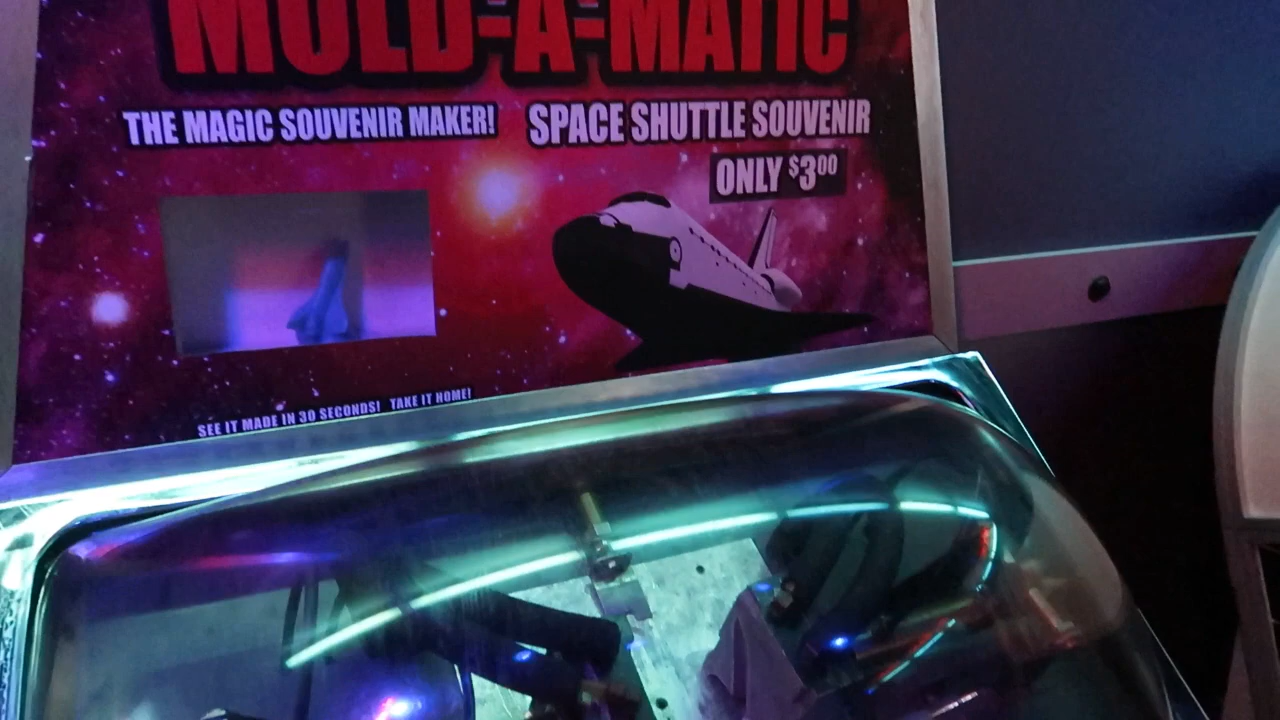 MOLD-A-MATIC
THE MAGIC SOUVENIR MAKER!
SPACE SHUTTLE SOUVENIR
ONLY $3.00
SEE IT MADE IN 30 SECONDS! TAKE IT HOME!